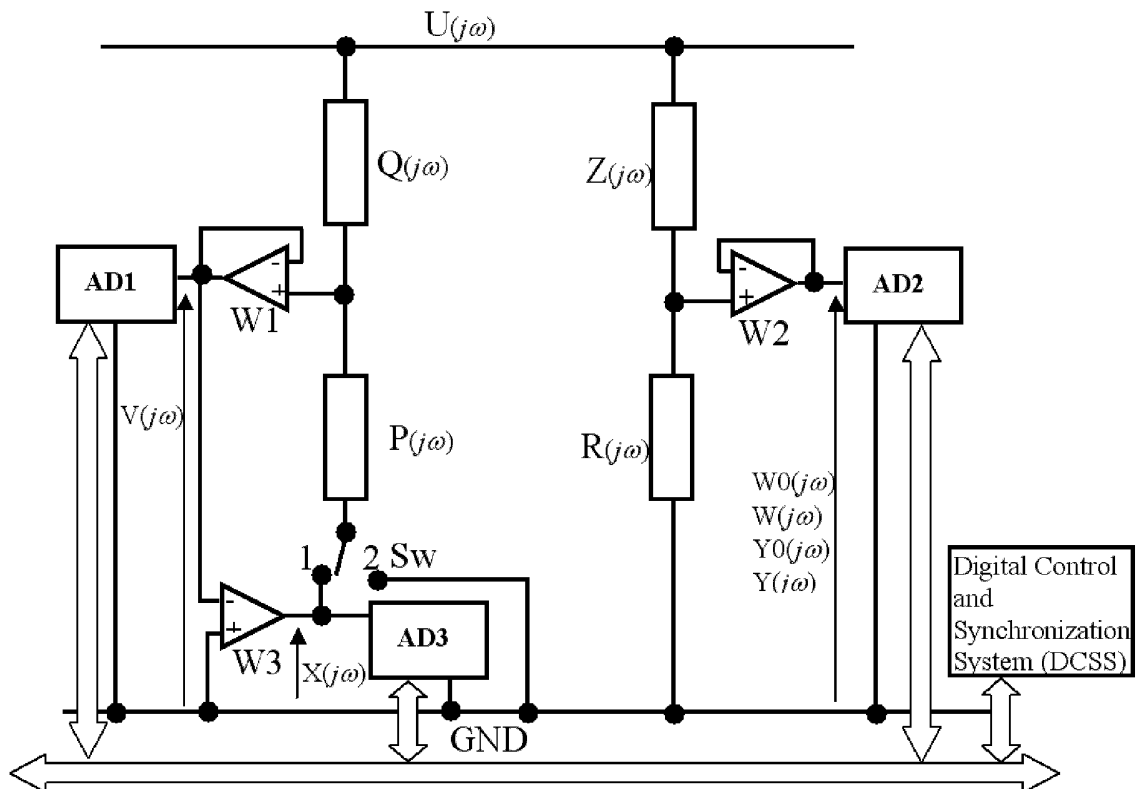 U(jω)
Q(jω)
Z(jω)
AD1
-
+
W1
-
+
W2
AD2
V(jω)
P(jω)
R(jω)
W0(jω)
W(jω)
Y0(jω)
Y(jω)
1
2 Sw
-
+
W3
X(jω)
AD3
GND
Digital Control
and
Synchronization
System (DCSS)